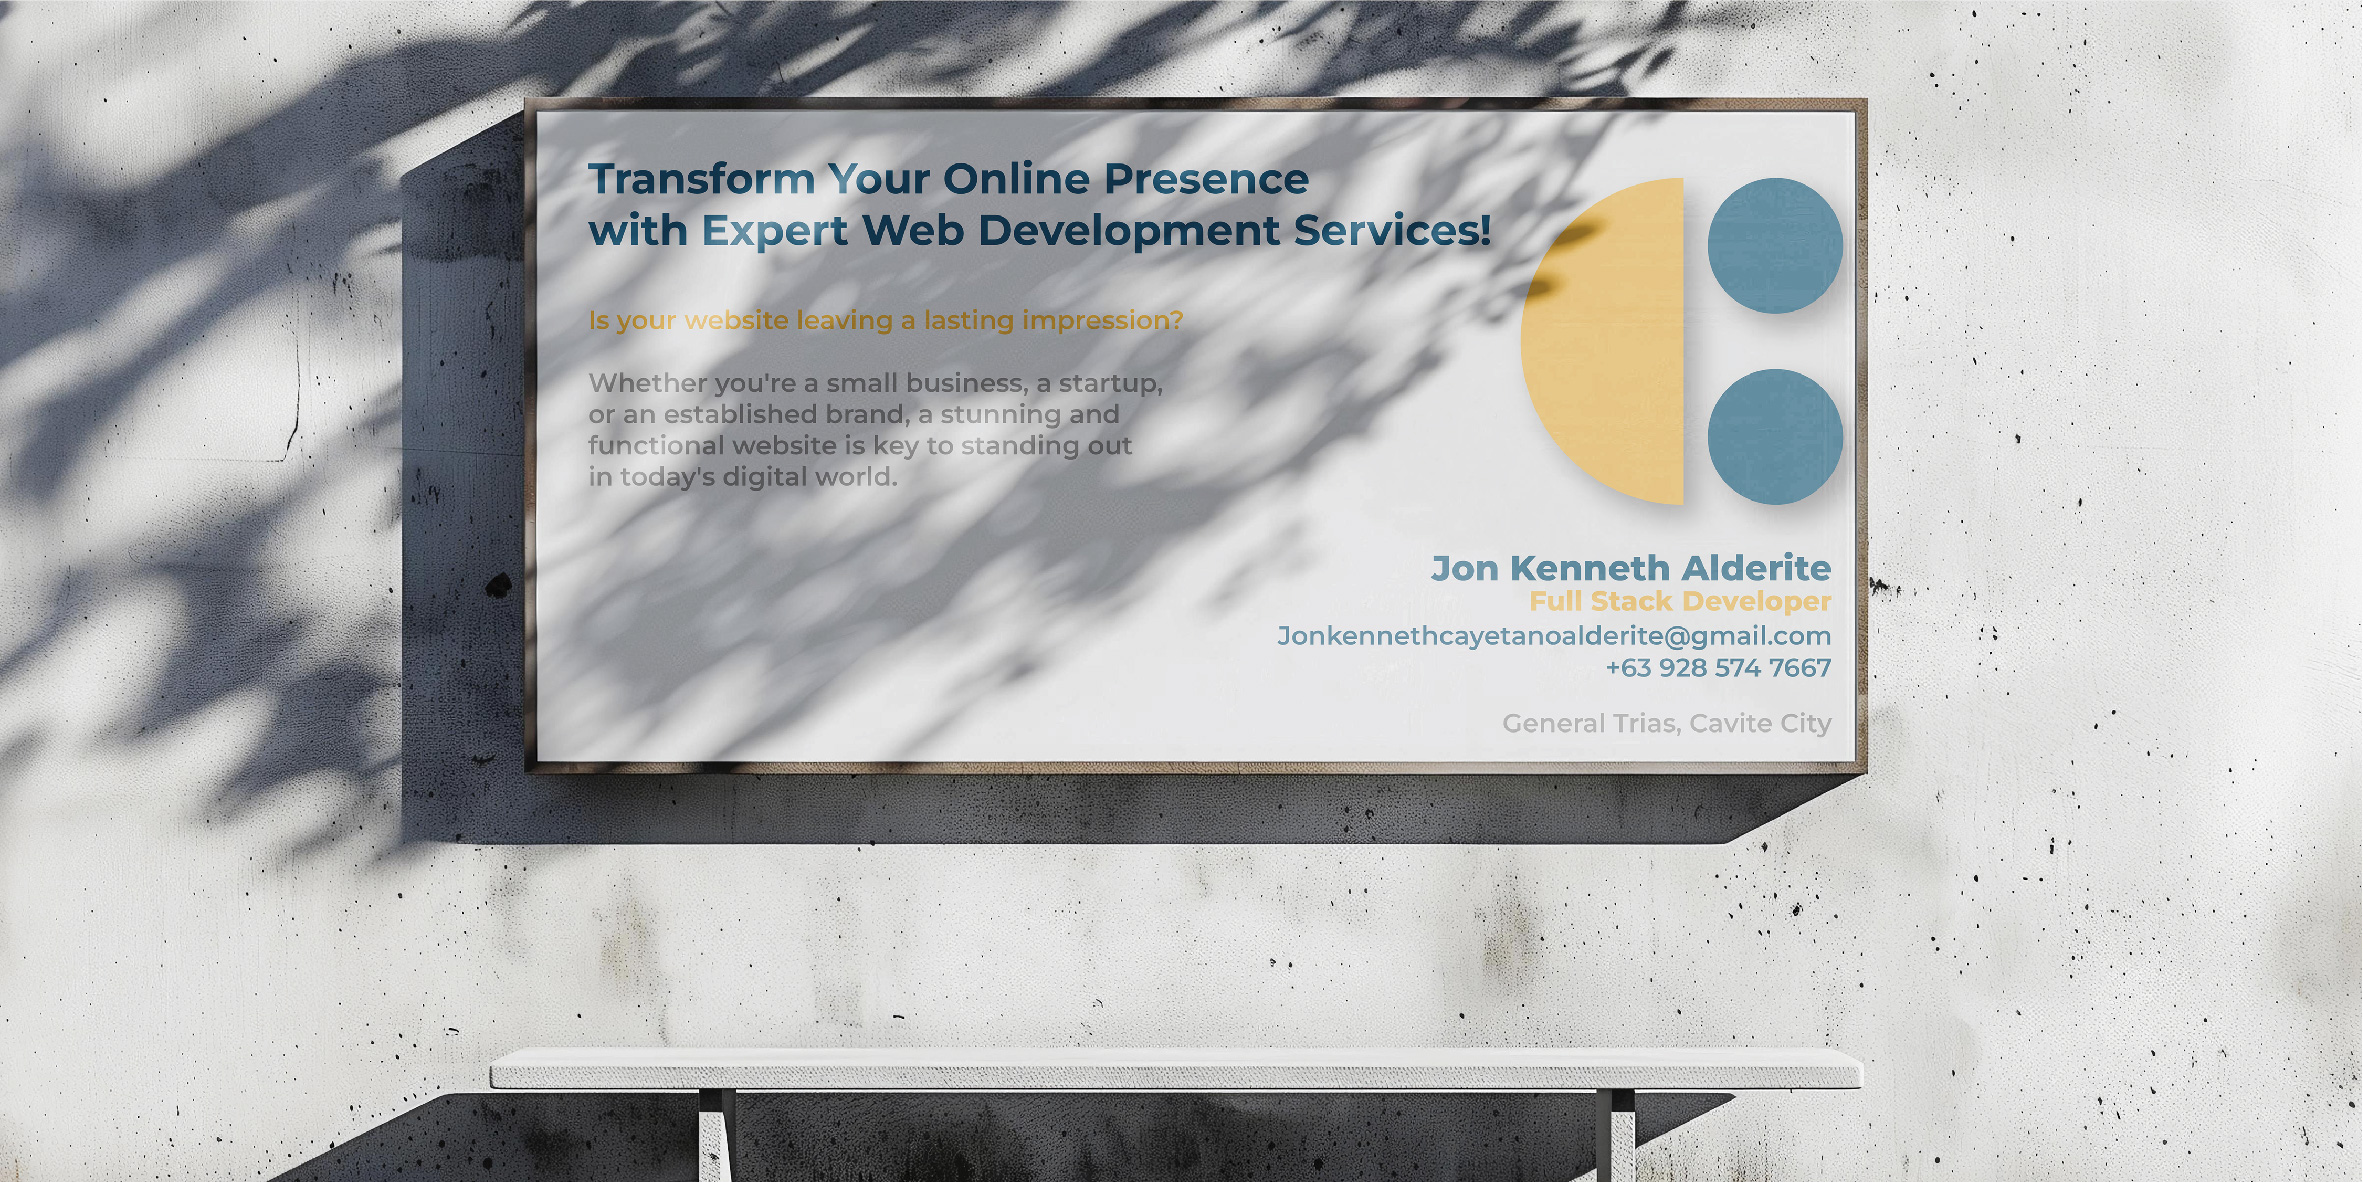 Transform Your Online Presence
with Expert Web Development Services!
Is your website leaving a lasting impression?
Whether you're a small business, a startup,
or an established brand, a stunning and
functional website is key to standing out
in today's digital world.
Jon Kenneth Alderite
Full Stack Developer
Jonkennethcayetanoalderite@gmail.com
+63 928 574 7667
General Trias, Cavite City